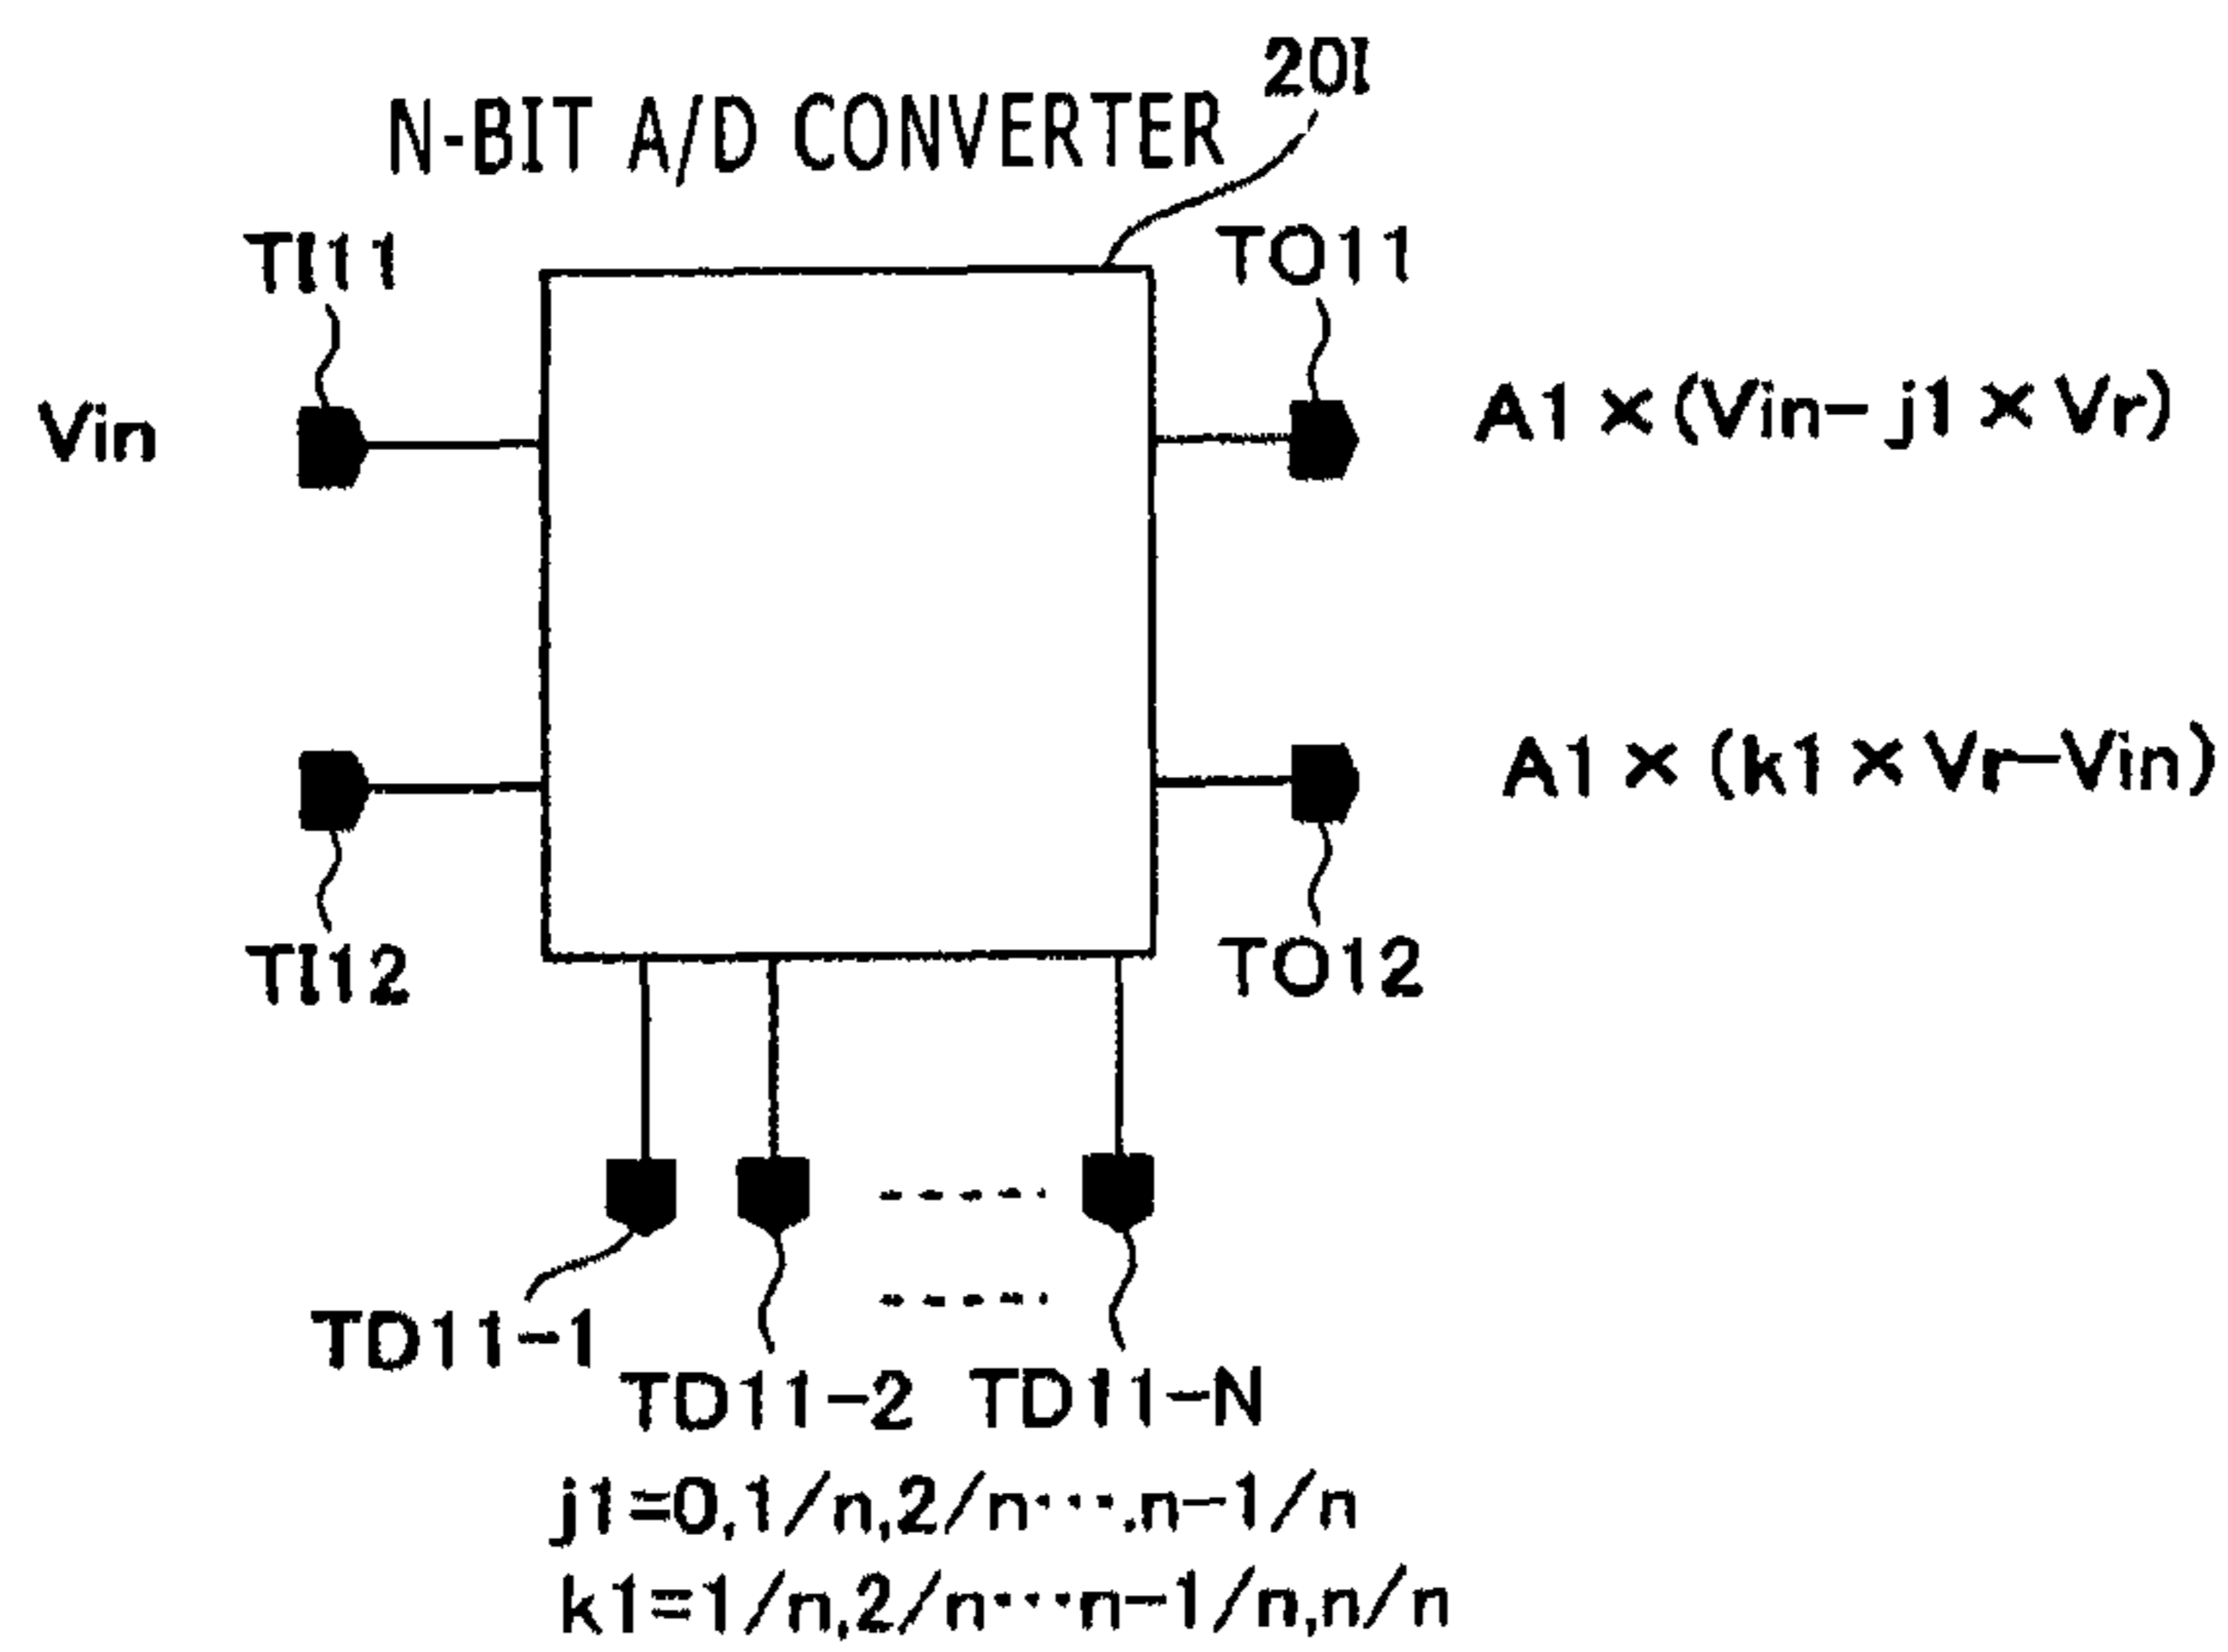 20I
N-BIT A/D CONVERTER
TI11
TO11
Vin
A1×(Vin−j1×Vr)
A1×(k1×Vr−Vin)
TI12
TO12
TD11-1
TD11-2
TD11-N
j1=0,1/n,2/n···,n-1/n
k1=1/n,2/n···n-1/n,n/n